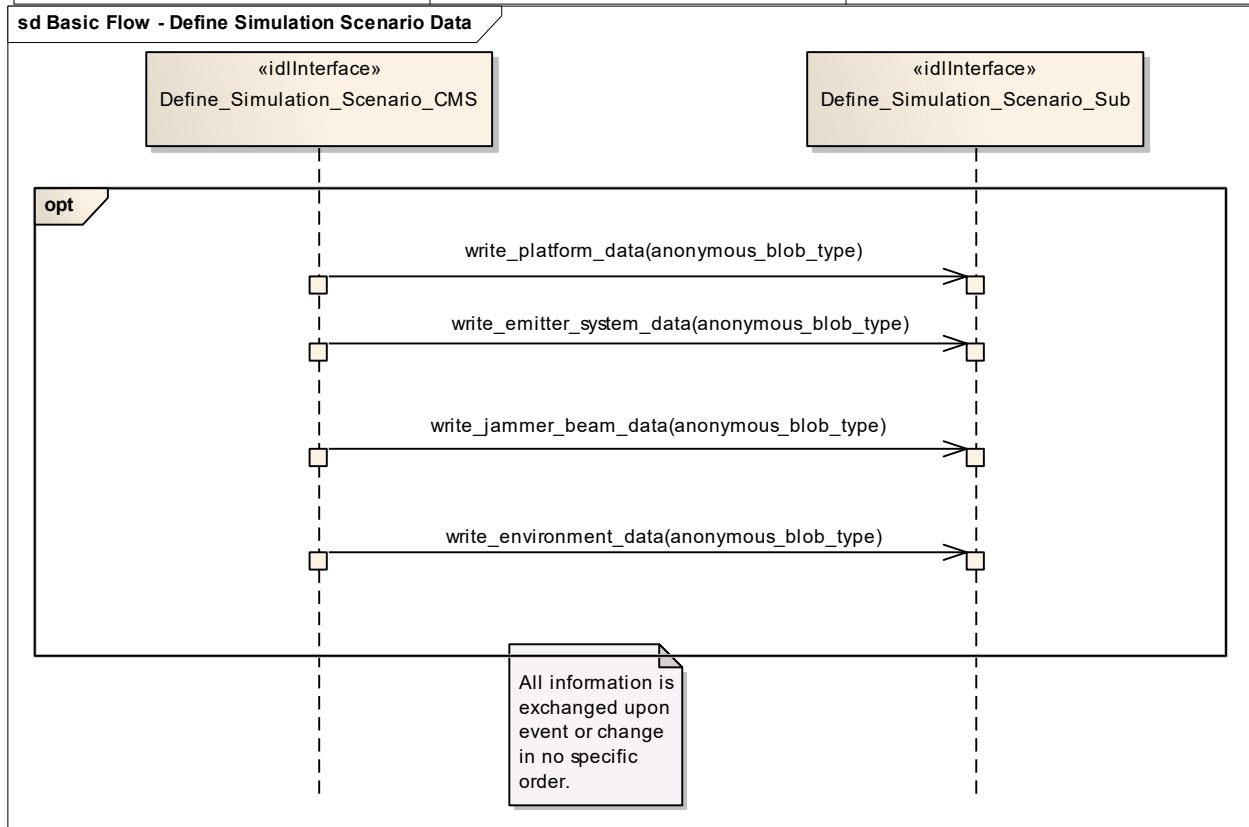 sd Basic Flow - Define Simulation Scenario Data
«idlInterface»
Define_Simulation_Scenario_CMS
«idlInterface»
Define_Simulation_Scenario_Sub
opt
write_platform_data(anonymous_blob_type)
write_emitter_system_data(anonymous_blob_type)
write_jammer_beam_data(anonymous_blob_type)
write_environment_data(anonymous_blob_type)
All information is
exchanged upon
event or change
in no specific
order.